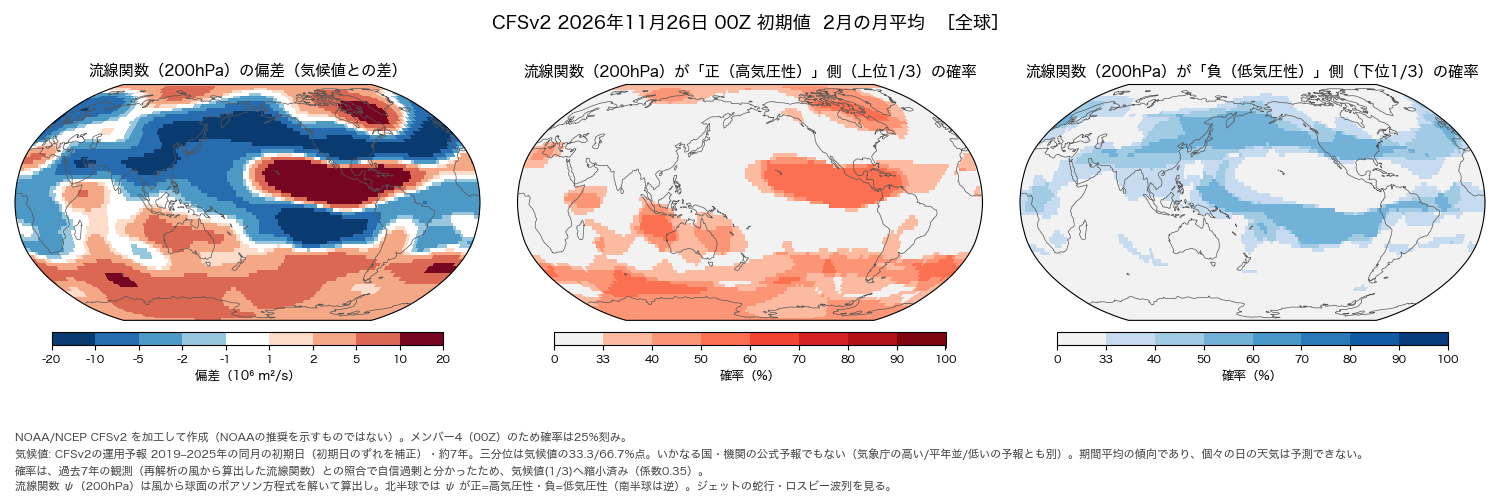 CFSv2 2026年11月26日 00Z 初期値  2月の月平均  ［全球］
流線関数（200hPa）の偏差（気候値との差）
流線関数（200hPa）が「正（高気圧性）」側（上位1/3）の確率
流線関数（200hPa）が「負（低気圧性）」側（下位1/3）の確率
-20 -10 -5 -2 -1 1 2 5 10 20
偏差（10⁶ m²/s）
0 33 40 50 60 70 80 90 100
確率（%）
0 33 40 50 60 70 80 90 100
確率（%）
NOAA/NCEP CFSv2 を加工して作成（NOAAの推奨を示すものではない）。メンバー4（00Z）のため確率は25%刻み。
気候値: CFSv2の運用予報 2019–2025年の同月の初期日（初期日のずれを補正）・約7年。三分位は気候値の33.3/66.7%点。いかなる国・機関の公式予報でもない（気象庁の高い/平年並/低いの予報とも別）。期間平均の傾向であり、個々の日の天気は予測できない。
確率は、過去7年の観測（再解析の風から算出した流線関数）との照合で自信過剰と分かったため、気候値(1/3)へ縮小済み（係数0.35）。
流線関数 ψ（200hPa）は風から球面のポアソン方程式を解いて算出し。北半球では ψ が正=高気圧性・負=低気圧性（南半球は逆）。ジェットの蛇行・ロスビー波列を見る。